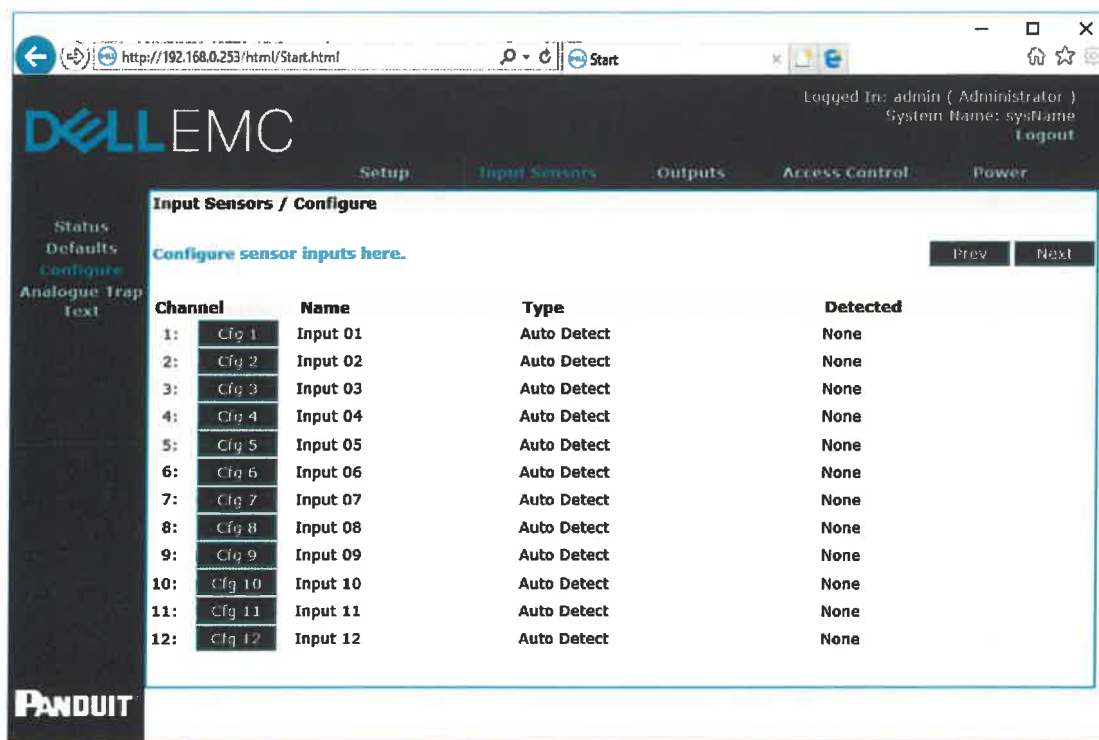 http://192.168.0.253/html/Start.html
Start
Logged In: admin ( Administrator )
System Name: sysName
Logout
DELLEMC
Setup Input Sensors Outputs Access Control Power
Input Sensors / Configure
Status
Defaults
Configure
Analogue Trap
Text
Configure sensor inputs here.
Prev Next
Channel Name Type Detected
1: Cfg 1 Input 01 Auto Detect None
2: Cfg 2 Input 02 Auto Detect None
3: Cfg 3 Input 03 Auto Detect None
4: Cfg 4 Input 04 Auto Detect None
5: Cfg 5 Input 05 Auto Detect None
6: Cfg 6 Input 06 Auto Detect None
7: Cfg 7 Input 07 Auto Detect None
8: Cfg 8 Input 08 Auto Detect None
9: Cfg 9 Input 09 Auto Detect None
10: Cfg 10 Input 10 Auto Detect None
11: Cfg 11 Input 11 Auto Detect None
12: Cfg 12 Input 12 Auto Detect None
PANDUIT